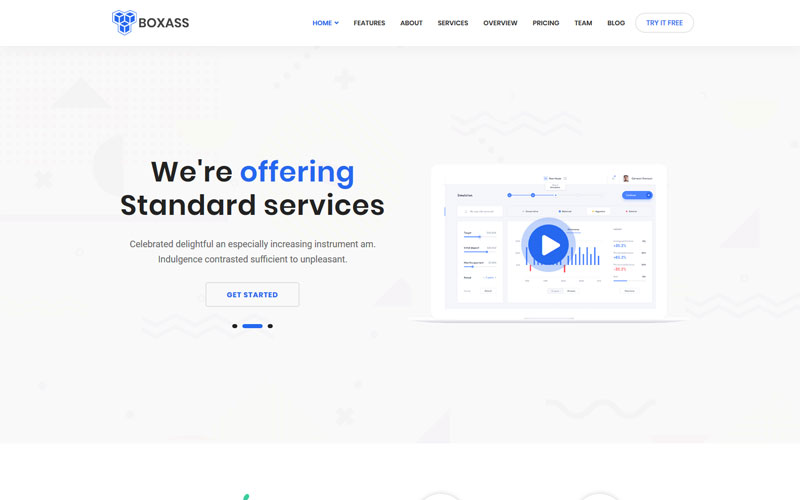 BOXASS
HOME
FEATURES
ABOUT
SERVICES
OVERVIEW
PRICING
TEAM
BLOG
TRY IT FREE
We're offering
Standard services
Celebrated delightful an especially increasing instrument am.
Indulgence contrasted sufficient to unpleasant.
GET STARTED